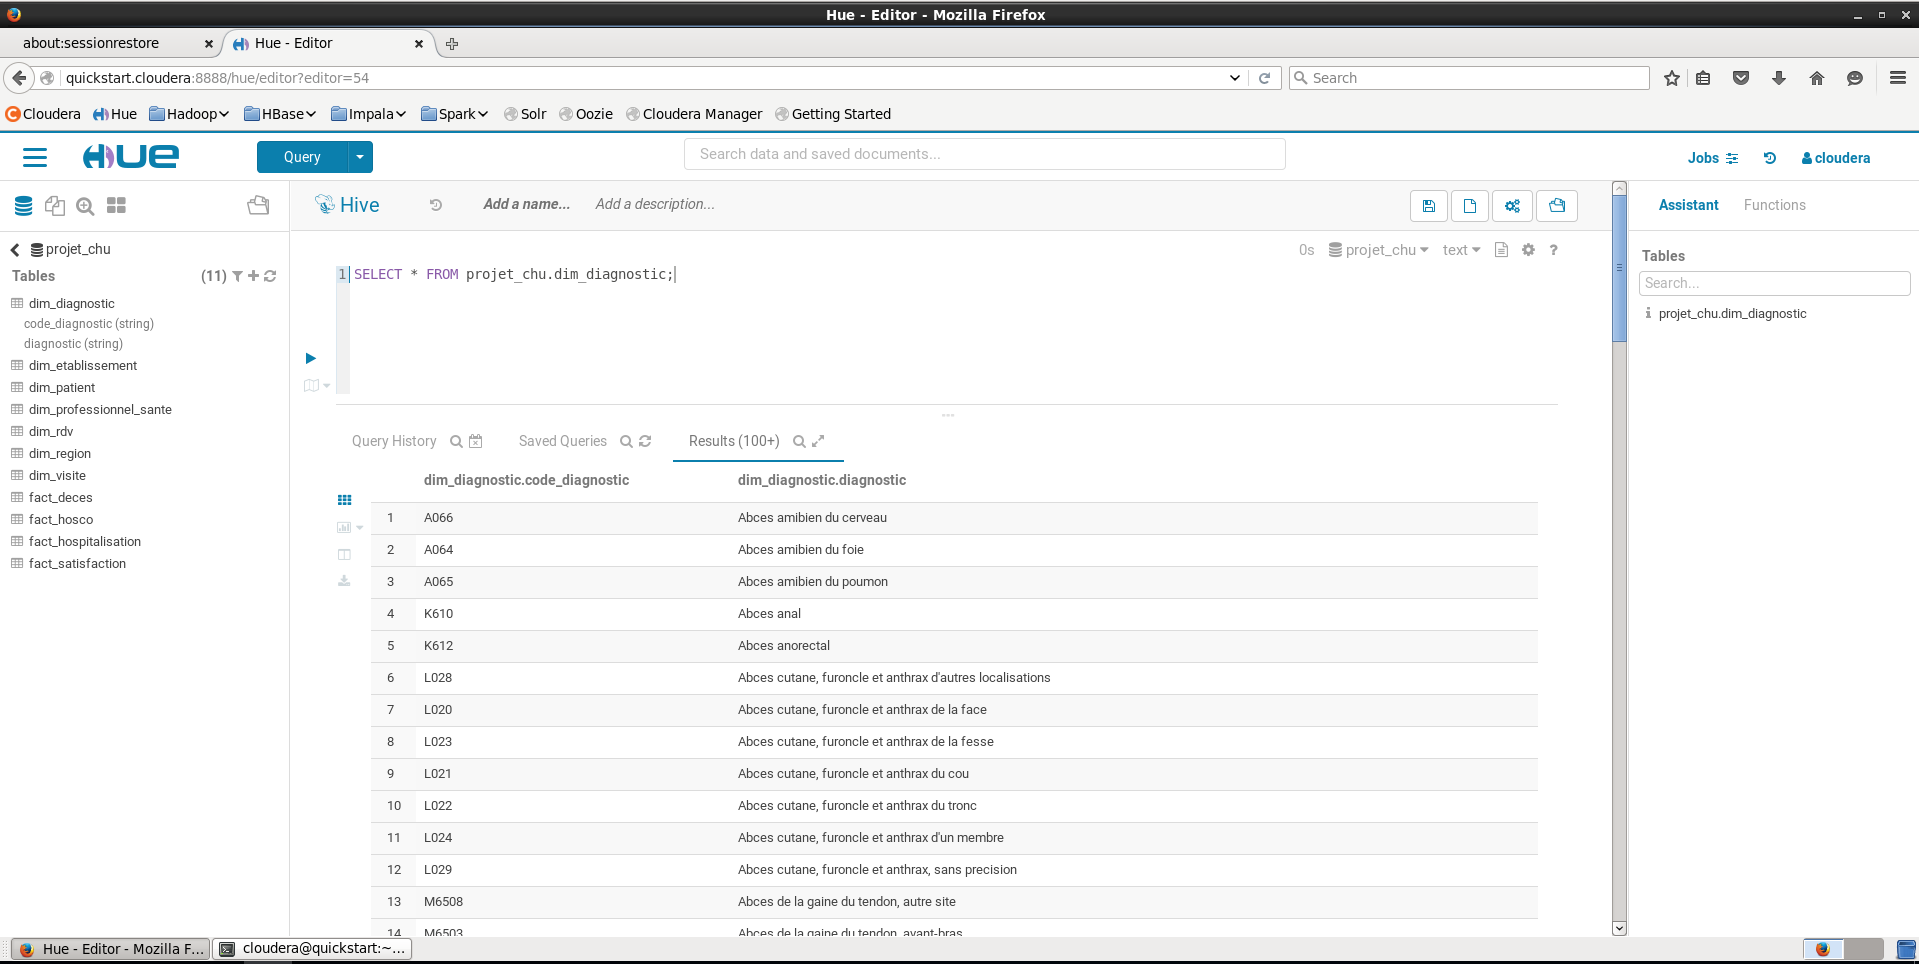 Hue - Editor - Mozilla Firefox
about:sessionrestore
Hue - Editor
quickstart.cloudera:8888/hue/editor?editor=54
Search
Cloudera Hue Hadoop HBase Impala Spark Solr Oozie Cloudera Manager Getting Started
HUE
Query
Search data and saved documents...
Jobs
cloudera
Hive
Add a name...
Add a description...
Assistant
Functions
projet_chu
Tables
(11)
dim_diagnostic
code_diagnostic (string)
diagnostic (string)
dim_etablissement
dim_patient
dim_professionnel_sante
dim_rdv
dim_region
dim_visite
fact_deces
fact_hosco
fact_hospitalisation
fact_satisfaction
0s
projet_chu
text
?
1
SELECT * FROM projet_chu.dim_diagnostic;
Tables
Search...
projet_chu.dim_diagnostic
Query History
Saved Queries
Results (100+)
dim_diagnostic.code_diagnostic dim_diagnostic.diagnostic
1 A066 Abces amibien du cerveau
2 A064 Abces amibien du foie
3 A065 Abces amibien du poumon
4 K610 Abces anal
5 K612 Abces anorectal
6 L028 Abces cutane, furoncle et anthrax d'autres localisations
7 L020 Abces cutane, furoncle et anthrax de la face
8 L023 Abces cutane, furoncle et anthrax de la fesse
9 L021 Abces cutane, furoncle et anthrax du cou
10 L022 Abces cutane, furoncle et anthrax du tronc
11 L024 Abces cutane, furoncle et anthrax d'un membre
12 L029 Abces cutane, furoncle et anthrax, sans precision
13 M6508 Abces de la gaine du tendon, autre site
14 M6503 Abces de la gaine du tendon, avant-bras
Hue - Editor - Mozilla F...
cloudera@quickstart:~...